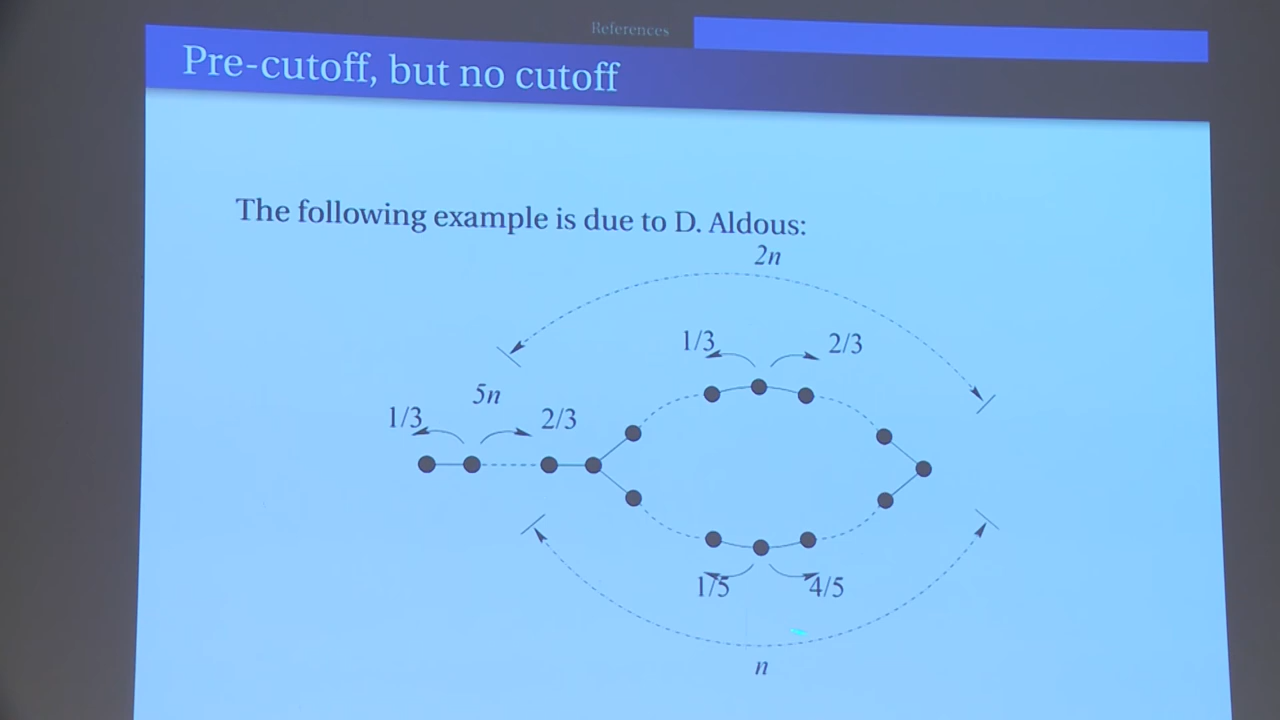 References
Pre-cutoff, but no cutoff
The following example is due to D. Aldous:
2n
1/3 2/3
5n
1/3 2/3
1/5 4/5
n